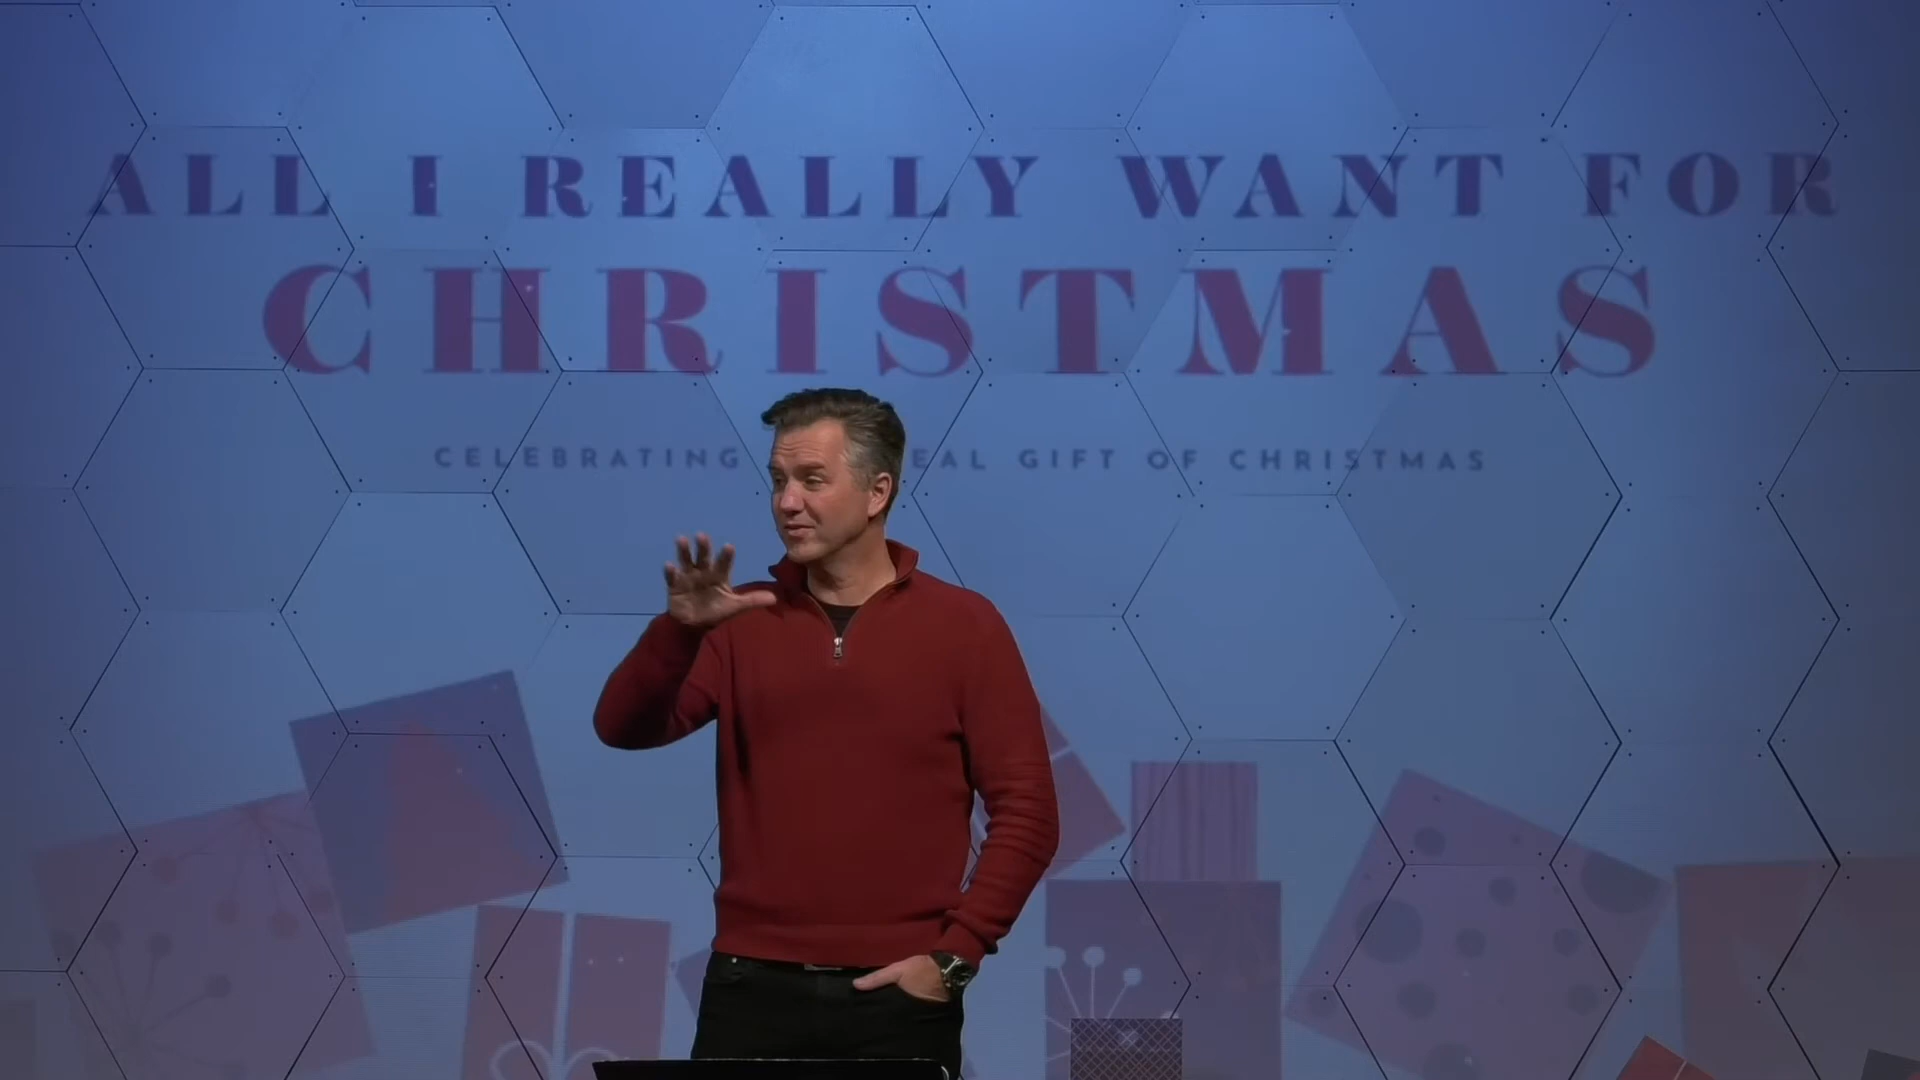 ALL I REALLY WANT FOR
CHRISTMAS
CELEBRATING EAL GIFT OF CHRISTMAS